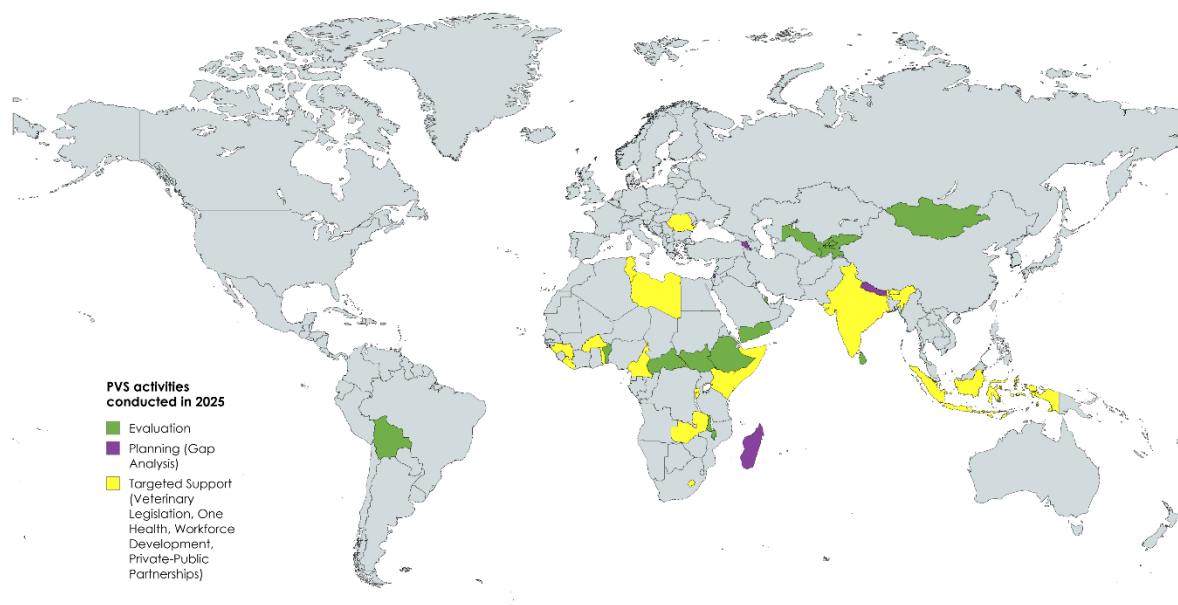 PVS activities
conducted in 2025
Evaluation
Planning (Gap
Analysis)
Targeted Support
(Veterinary
Legislation, One
Health, Workforce
Development,
Private-Public
Partnerships)